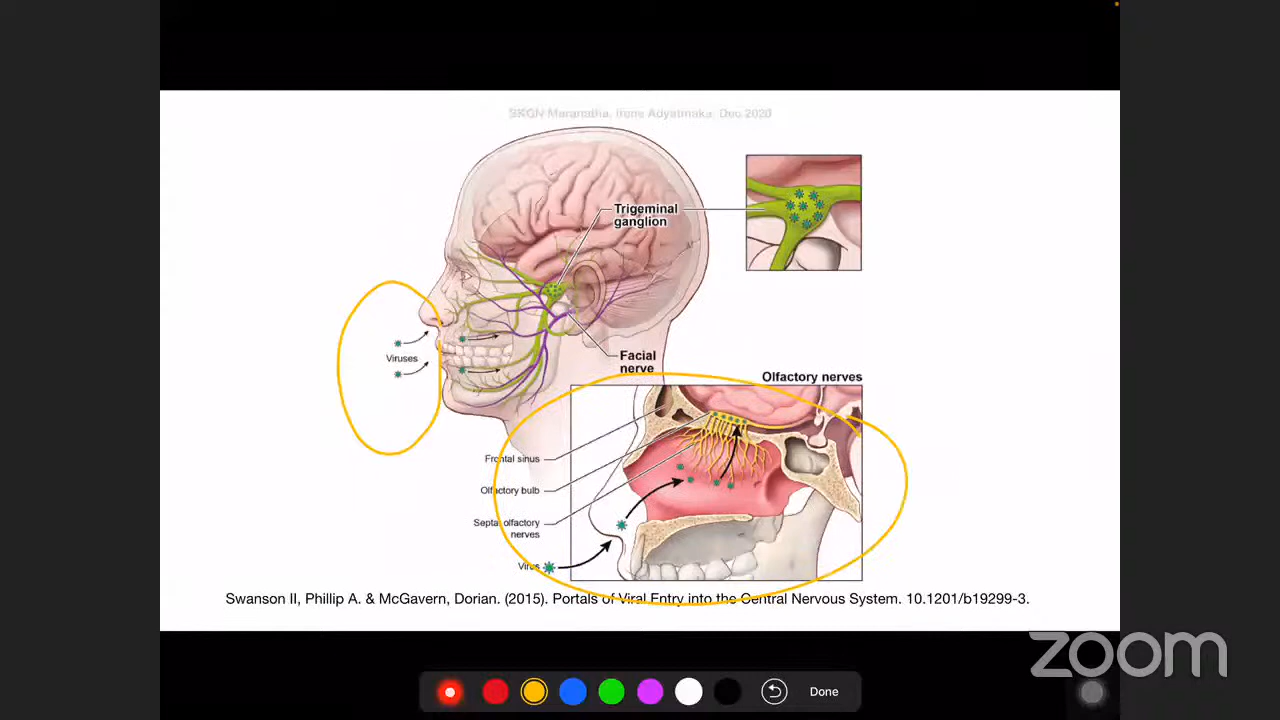 SKGN Maranatha, Irene Adyatmaka, Dec 2020
Trigeminal
ganglion
Viruses
Facial
nerve
Olfactory nerves
Frontal sinus
Olfactory bulb
Septal olfactory
nerves
Virus
Swanson II, Phillip A. & McGavern, Dorian. (2015). Portals of Viral Entry into the Central Nervous System. 10.1201/b19299-3.
zoom
Done